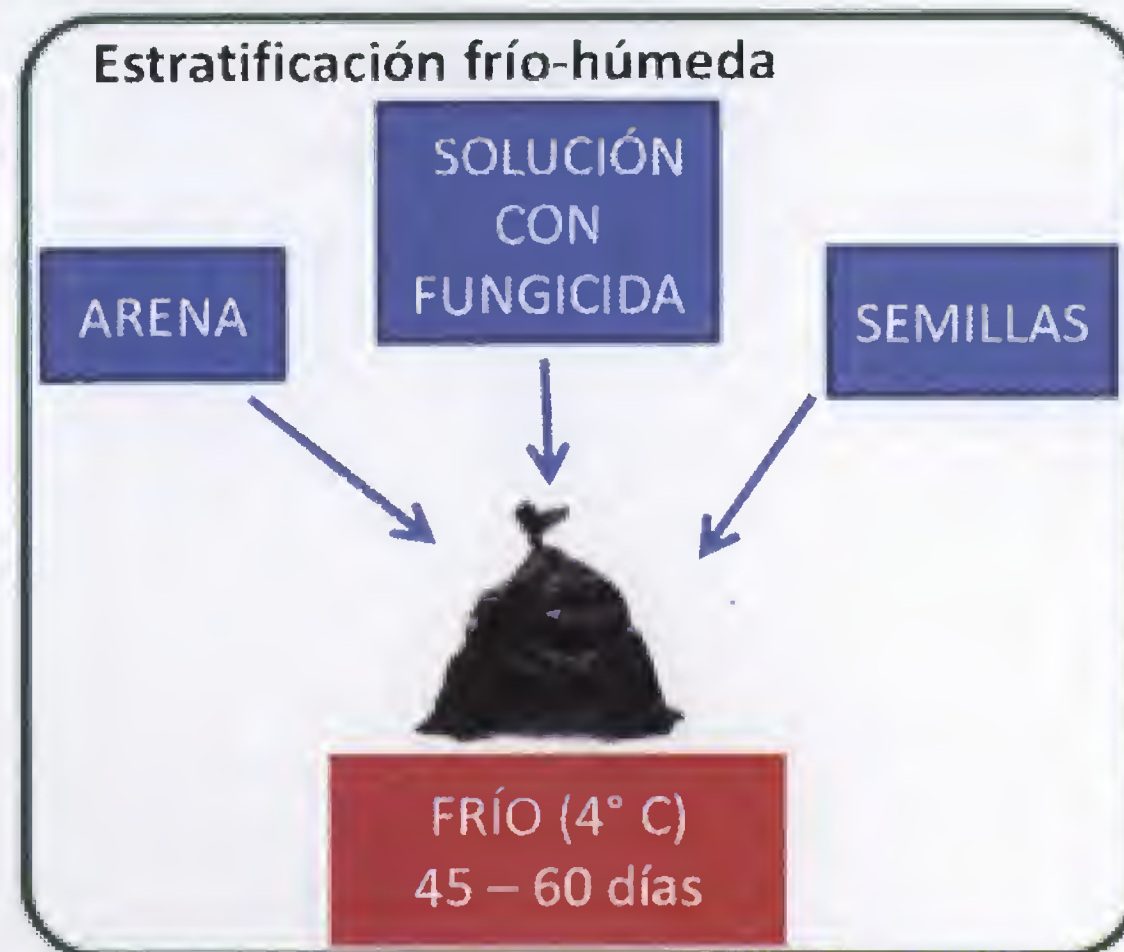 Estratificación frío-húmeda
SOLUCIÓN
CON
FUNGICIDA
ARENA
SEMILLAS
FRÍO (4° C)
45 – 60 días